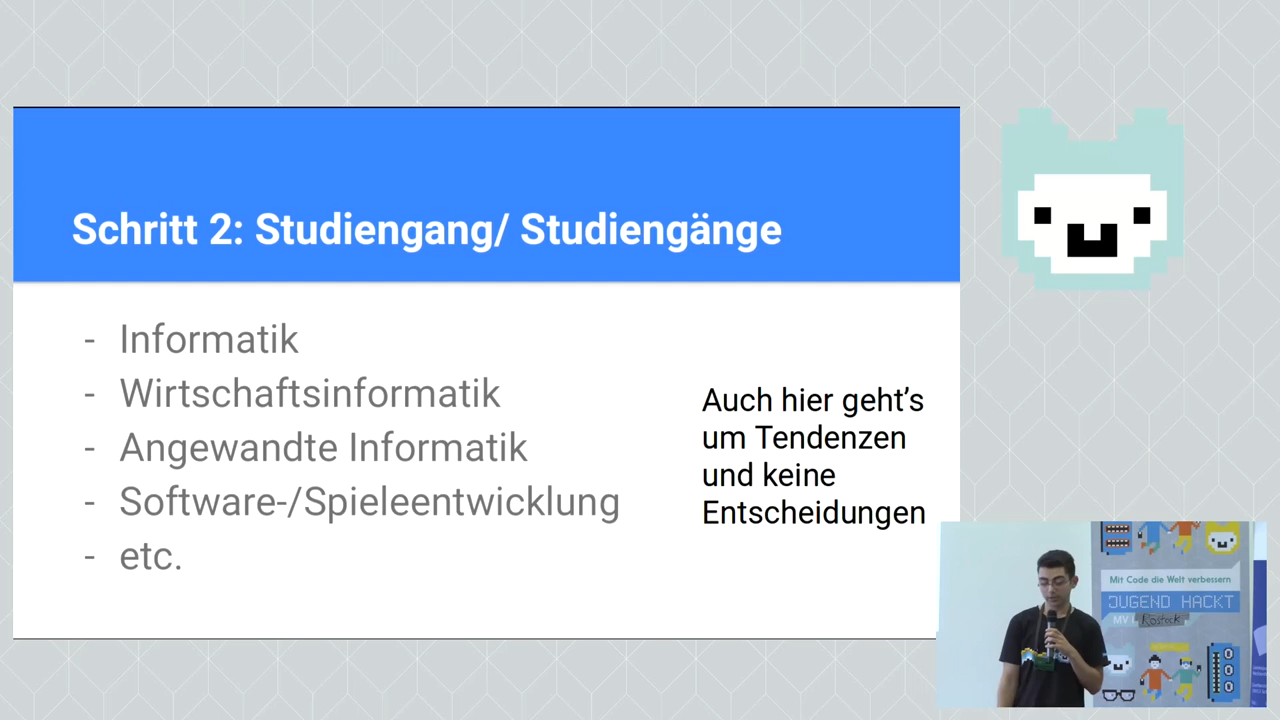 Schritt 2: Studiengang/ Studiengänge
- Informatik
- Wirtschaftsinformatik
- Angewandte Informatik
- Software-/Spieleentwicklung
- etc.
Auch hier geht’s
um Tendenzen
und keine
Entscheidungen
Mit Code die Welt verbessern
JUGEND HACKT
MV
Rostock